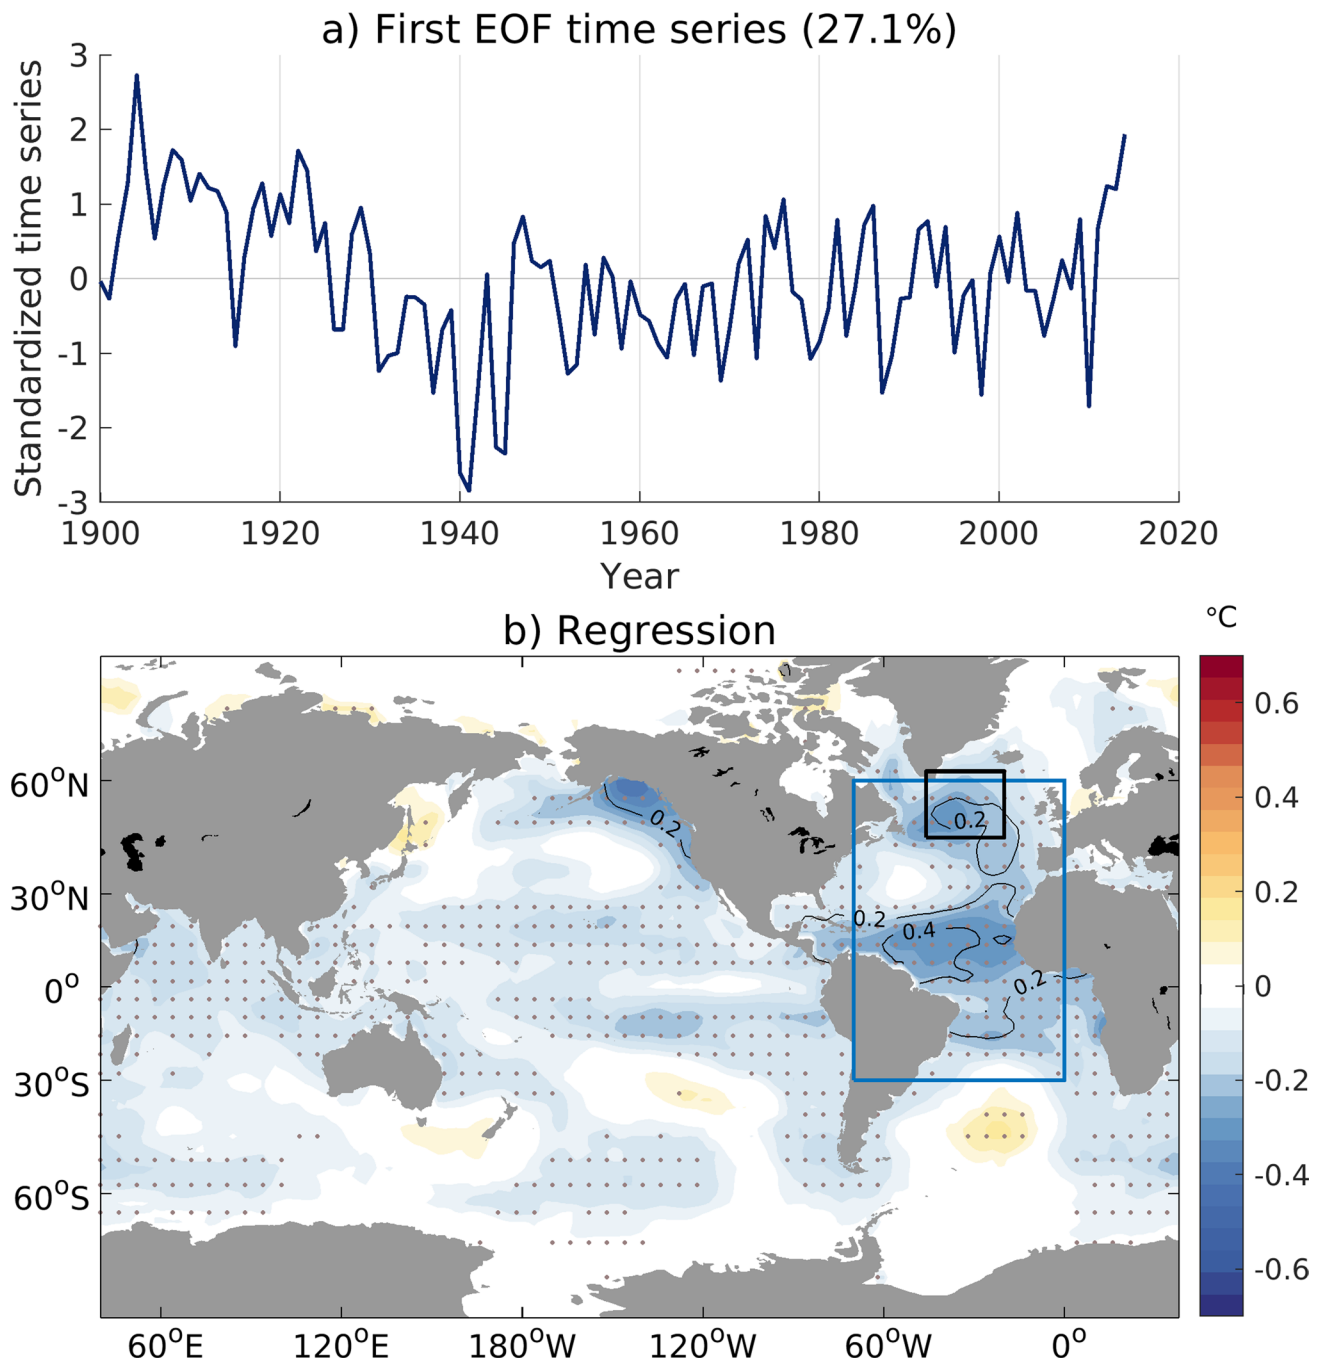 a) First EOF time series (27.1%)
Standardized time series
3
2
1
0
-1
-2
-3
1900 1920 1940 1960 1980 2000 2020
Year
b) Regression
°C
60°N
30°N
0°
30°S
60°S
0.2
0.2
0.2
0.4
0.2
0.6
0.4
0.2
0
-0.2
-0.4
-0.6
60°E 120°E 180°W 120°W 60°W 0°